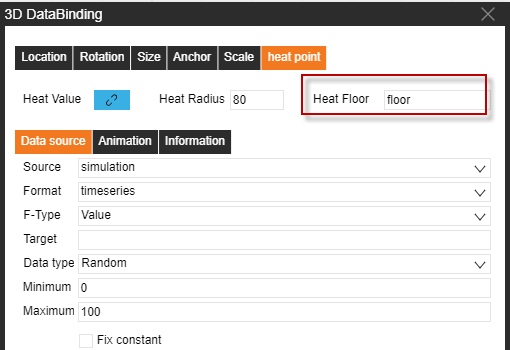 3D DataBinding
Location Rotation Size Anchor Scale heat point
Heat Value Heat Radius 80 Heat Floor floor
Data source Animation Information
Source simulation
Format timeseries
F-Type Value
Target
Data type Random
Minimum 0
Maximum 100
Fix constant